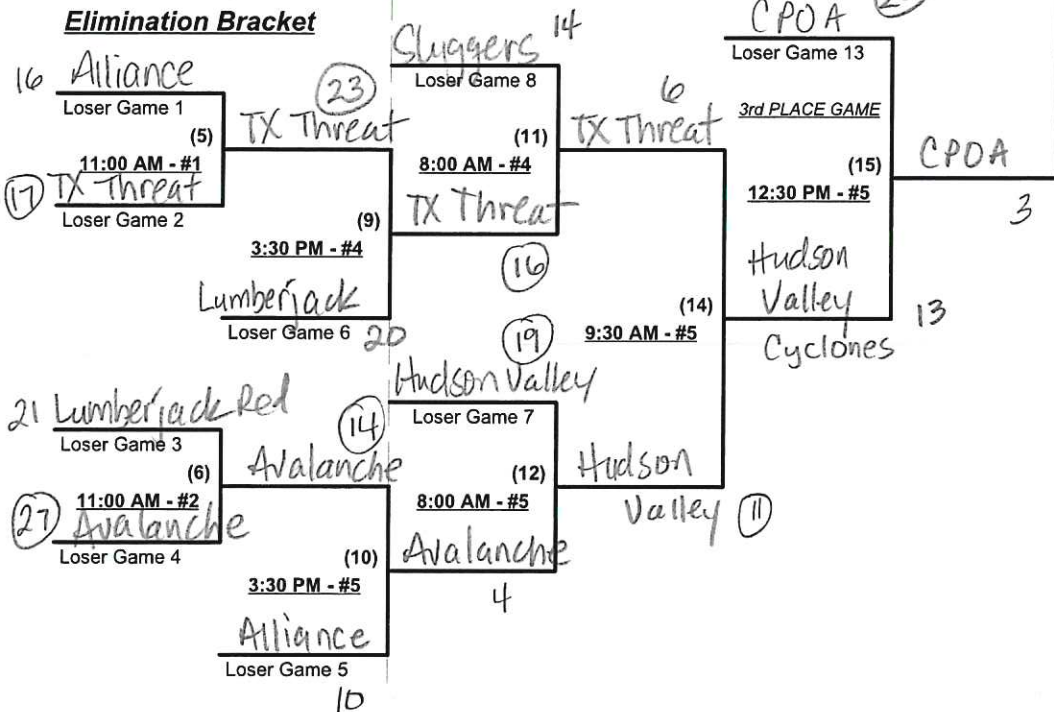 Elimination Bracket
16 Alliance
Loser Game 1
(5)
11:00 AM - #1
17 TX Threat
Loser Game 2
23
TX Threat
(9)
3:30 PM - #4
Lumberjack
Loser Game 6
20
21 Lumberjack Red
Loser Game 3
(6)
11:00 AM - #2
27 Avalanche
Loser Game 4
14
Avalanche
(10)
3:30 PM - #5
Alliance
Loser Game 5
10
Sluggers 14
Loser Game 8
(11)
8:00 AM - #4
TX Threat
16
19
Hudson Valley
Loser Game 7
(12)
8:00 AM - #5
Avalanche
4
6
TX Threat
(14)
9:30 AM - #5
Hudson
Valley 11
CPOA
Loser Game 13
3rd PLACE GAME
(15)
12:30 PM - #5
Hudson
Valley
Cyclones
13
CPOA
3